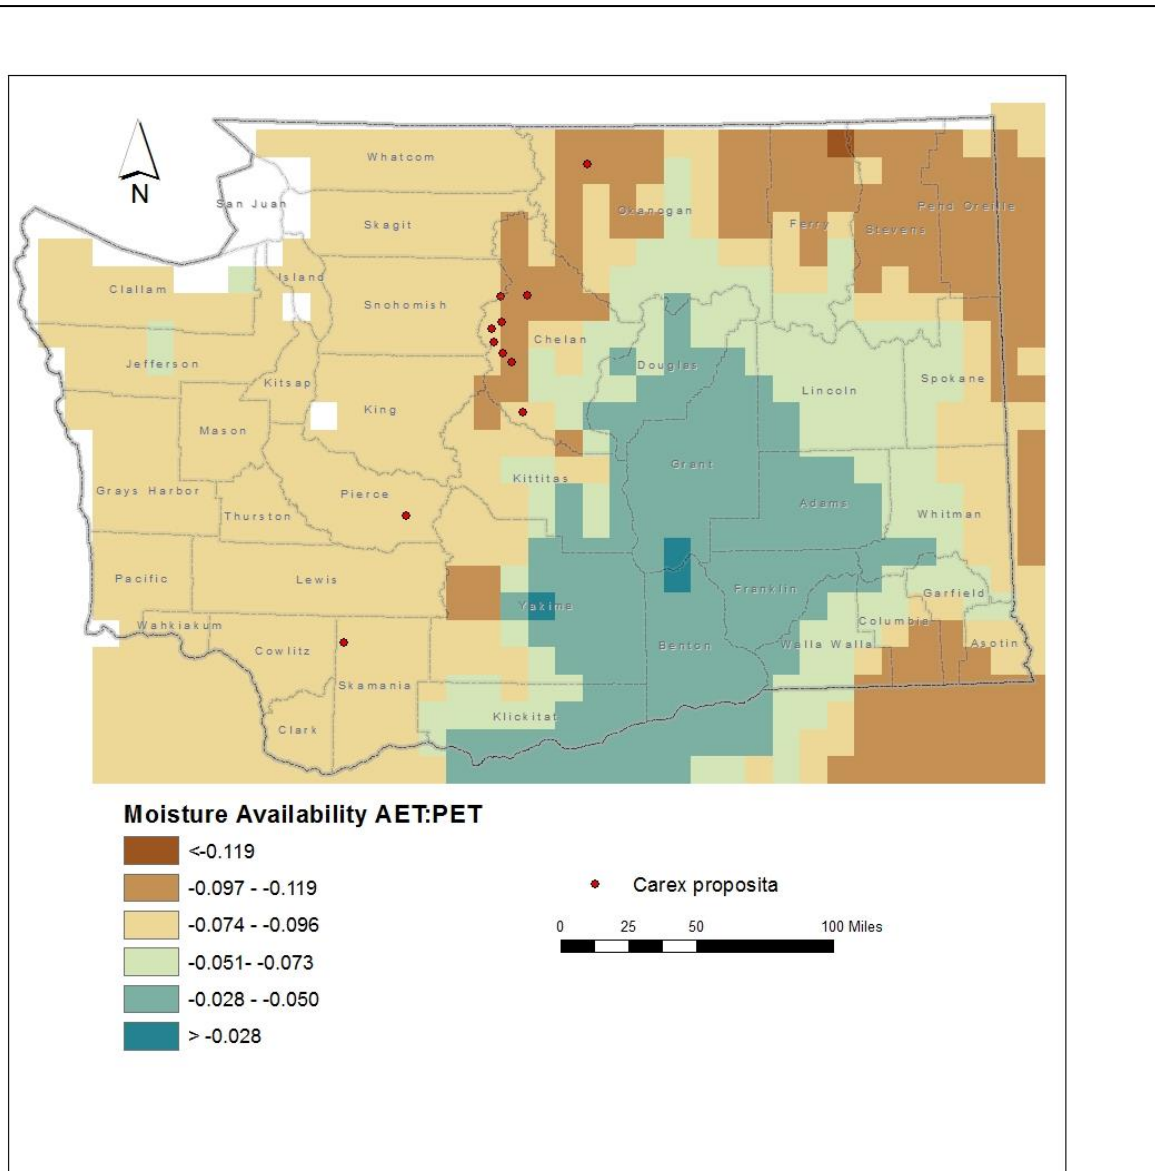 N
Whatcom
San Juan
Skagit
Okanogan
Pend Oreille
Ferry
Stevens
Island
Clallam
Snohomish
Chelan
Jefferson
Douglas
Kitsap
Lincoln
Spokane
King
Mason
Grant
Kittitas
Grays Harbor
Pierce
Adams
Thurston
Whitman
Pacific
Lewis
Franklin
Garfield
Yakima
Wahkiakum
Columbia
Cowlitz
Benton
Walla Walla
Asotin
Skamania
Klickitat
Clark
Moisture Availability AET:PET
<-0.119
-0.097 - -0.119
-0.074 - -0.096
-0.051- -0.073
-0.028 - -0.050
> -0.028
Carex proposita
0 25 50 100 Miles